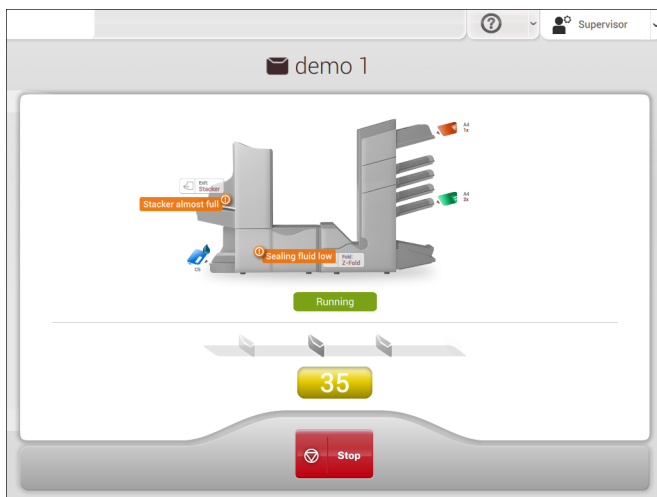 Supervisor
demo 1
A4
1x
Exit:
Stacker
Stacker almost full
A4
2x
Sealing fluid low
Fold:
Z-Fold
C5
Running
35
Stop